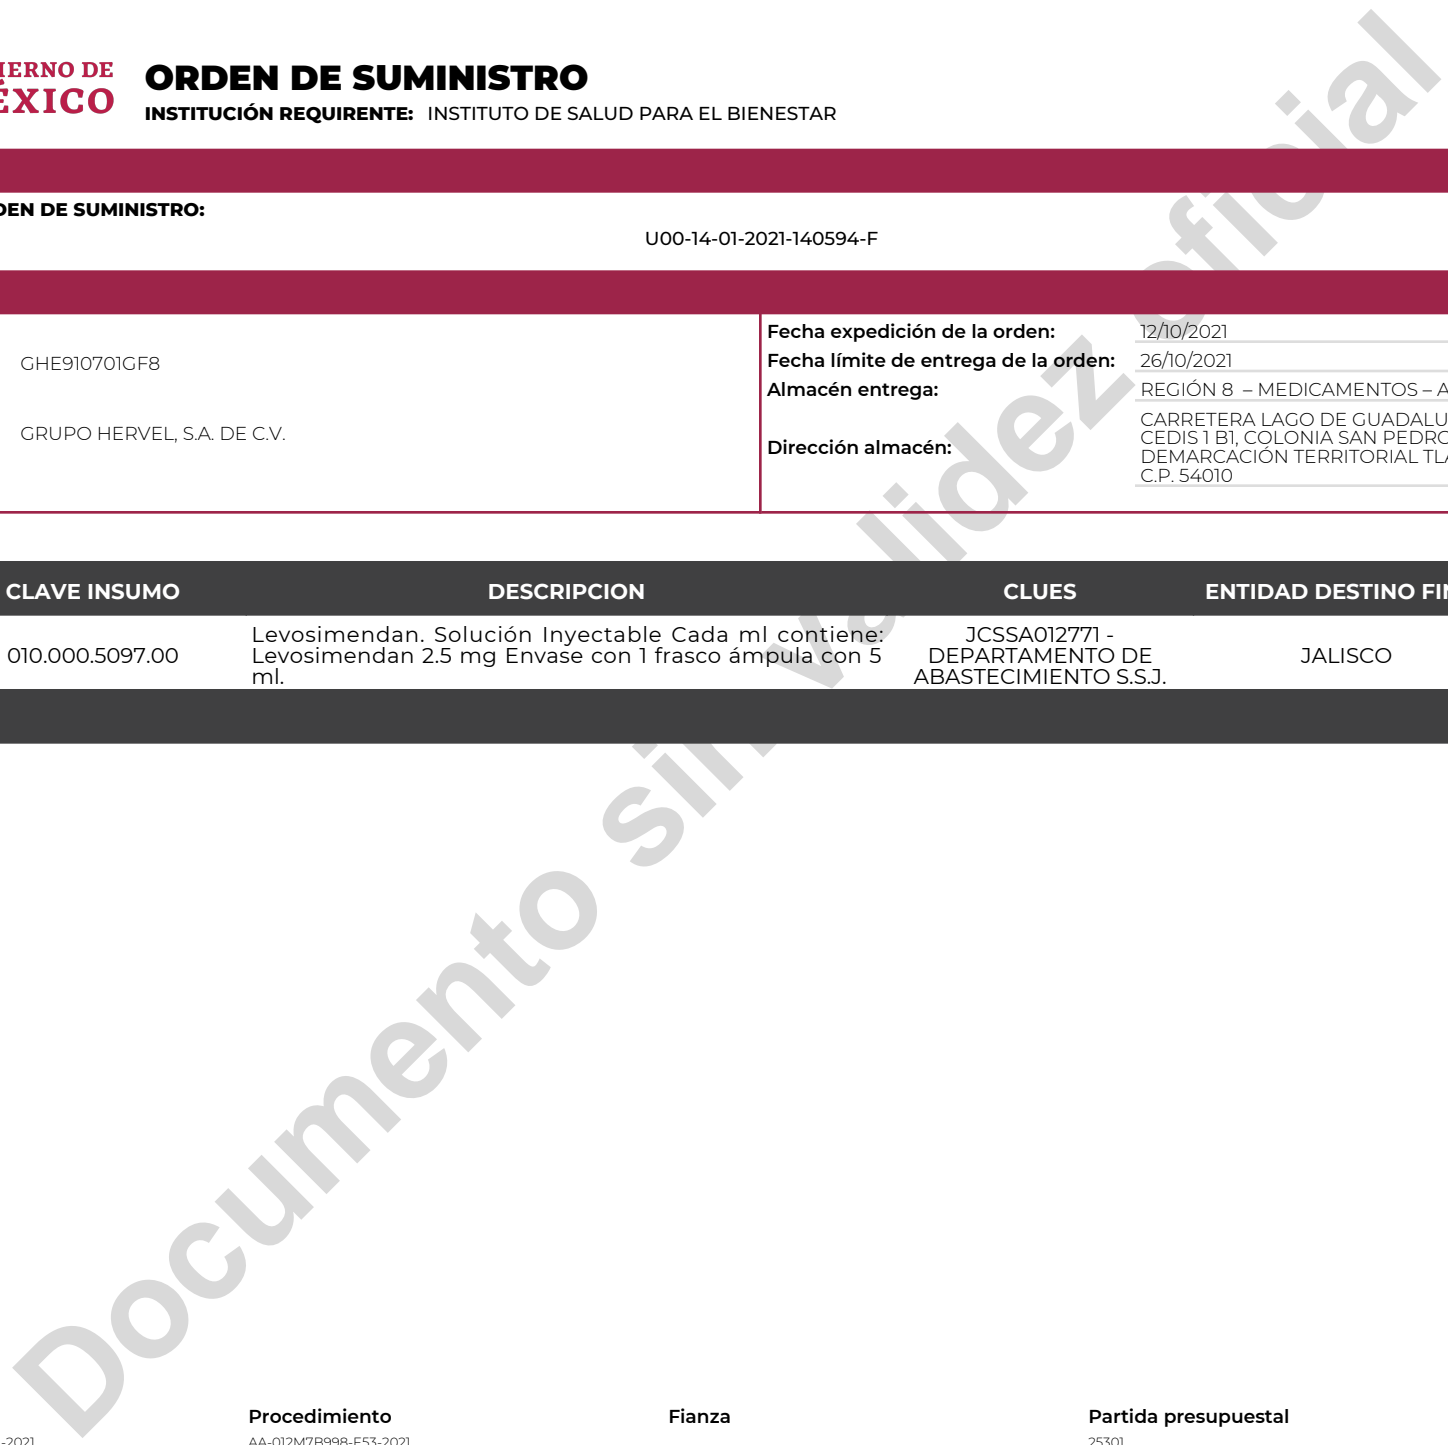 IERNO DE
ÉXICO
ORDEN DE SUMINISTRO
INSTITUCIÓN REQUIRENTE: INSTITUTO DE SALUD PARA EL BIENESTAR
DEN DE SUMINISTRO:
U00-14-01-2021-140594-F
GHE910701GF8
GRUPO HERVEL, S.A. DE C.V.
Fecha expedición de la orden: 12/10/2021
Fecha límite de entrega de la orden: 26/10/2021
Almacén entrega: REGIÓN 8 – MEDICAMENTOS – A
Dirección almacén:
CARRETERA LAGO DE GUADALU
CEDIS 1 B1, COLONIA SAN PEDRO
DEMARCACIÓN TERRITORIAL TLA
C.P. 54010
CLAVE INSUMO DESCRIPCION CLUES ENTIDAD DESTINO FIN
010.000.5097.00
Levosimendan. Solución Inyectable Cada ml contiene:
Levosimendan 2.5 mg Envase con 1 frasco ámpula con 5
ml.
JCSSA012771 -
DEPARTAMENTO DE
ABASTECIMIENTO S.S.J.
JALISCO
Documento sin validez oficial
Procedimiento Fianza Partida presupuestal
-2021 AA-012M7B998-E53-2021 25301